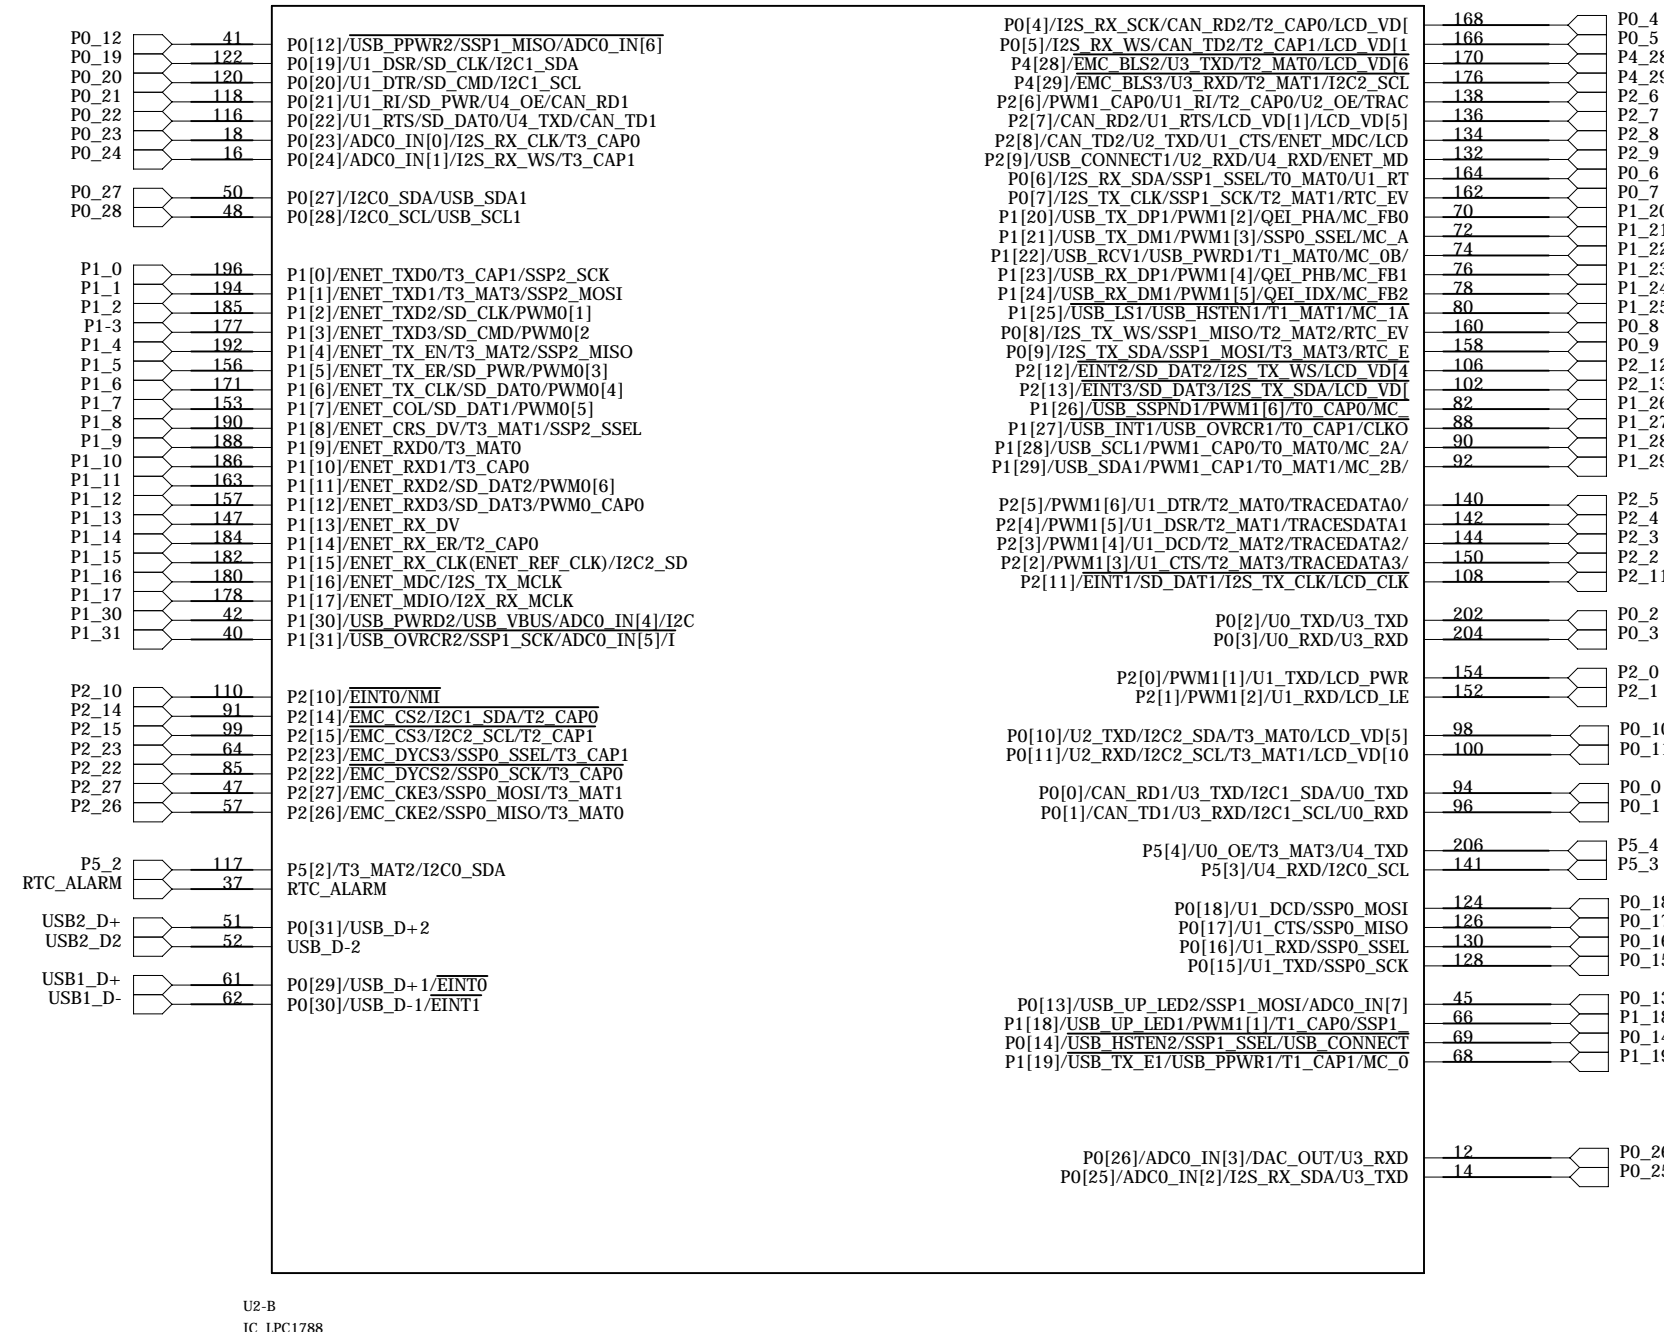 P0_12 41 P0[12]/USB_PPWR2/SSP1_MISO/ADC0_IN[6]
P0_19 122 P0[19]/U1_DSR/SD_CLK/I2C1_SDA
P0_20 120 P0[20]/U1_DTR/SD_CMD/I2C1_SCL
P0_21 118 P0[21]/U1_RI/SD_PWR/U4_OE/CAN_RD1
P0_22 116 P0[22]/U1_RTS/SD_DAT0/U4_TXD/CAN_TD1
P0_23 18 P0[23]/ADC0_IN[0]/I2S_RX_CLK/T3_CAP0
P0_24 16 P0[24]/ADC0_IN[1]/I2S_RX_WS/T3_CAP1
P0_27 50 P0[27]/I2C0_SDA/USB_SDA1
P0_28 48 P0[28]/I2C0_SCL/USB_SCL1
P1_0 196 P1[0]/ENET_TXD0/T3_CAP1/SSP2_SCK
P1_1 194 P1[1]/ENET_TXD1/T3_MAT3/SSP2_MOSI
P1_2 185 P1[2]/ENET_TXD2/SD_CLK/PWM0[1]
P1-3 177 P1[3]/ENET_TXD3/SD_CMD/PWM0[2
P1_4 192 P1[4]/ENET_TX_EN/T3_MAT2/SSP2_MISO
P1_5 156 P1[5]/ENET_TX_ER/SD_PWR/PWM0[3]
P1_6 171 P1[6]/ENET_TX_CLK/SD_DAT0/PWM0[4]
P1_7 153 P1[7]/ENET_COL/SD_DAT1/PWM0[5]
P1_8 190 P1[8]/ENET_CRS_DV/T3_MAT1/SSP2_SSEL
P1_9 188 P1[9]/ENET_RXD0/T3_MAT0
P1_10 186 P1[10]/ENET_RXD1/T3_CAP0
P1_11 163 P1[11]/ENET_RXD2/SD_DAT2/PWM0[6]
P1_12 157 P1[12]/ENET_RXD3/SD_DAT3/PWM0_CAP0
P1_13 147 P1[13]/ENET_RX_DV
P1_14 184 P1[14]/ENET_RX_ER/T2_CAP0
P1_15 182 P1[15]/ENET_RX_CLK(ENET_REF_CLK)/I2C2_SD
P1_16 180 P1[16]/ENET_MDC/I2S_TX_MCLK
P1_17 178 P1[17]/ENET_MDIO/I2X_RX_MCLK
P1_30 42 P1[30]/USB_PWRD2/USB_VBUS/ADC0_IN[4]/I2C
P1_31 40 P1[31]/USB_OVRCR2/SSP1_SCK/ADC0_IN[5]/I
P2_10 110 P2[10]/EINT0/NMI
P2_14 91 P2[14]/EMC_CS2/I2C1_SDA/T2_CAP0
P2_15 99 P2[15]/EMC_CS3/I2C2_SCL/T2_CAP1
P2_23 64 P2[23]/EMC_DYCS3/SSP0_SSEL/T3_CAP1
P2_22 85 P2[22]/EMC_DYCS2/SSP0_SCK/T3_CAP0
P2_27 47 P2[27]/EMC_CKE3/SSP0_MOSI/T3_MAT1
P2_26 57 P2[26]/EMC_CKE2/SSP0_MISO/T3_MAT0
P5_2 117 P5[2]/T3_MAT2/I2C0_SDA
RTC_ALARM 37 RTC_ALARM
USB2_D+ 51 P0[31]/USB_D+2
USB2_D2 52 USB_D-2
USB1_D+ 61 P0[29]/USB_D+1/EINT0
USB1_D- 62 P0[30]/USB_D-1/EINT1
P0[4]/I2S_RX_SCK/CAN_RD2/T2_CAP0/LCD_VD[ 168 P0_4
P0[5]/I2S_RX_WS/CAN_TD2/T2_CAP1/LCD_VD[1 166 P0_5
P4[28]/EMC_BLS2/U3_TXD/T2_MAT0/LCD_VD[6 170 P4_28
P4[29]/EMC_BLS3/U3_RXD/T2_MAT1/I2C2_SCL 176 P4_29
P2[6]/PWM1_CAP0/U1_RI/T2_CAP0/U2_OE/TRAC 138 P2_6
P2[7]/CAN_RD2/U1_RTS/LCD_VD[1]/LCD_VD[5] 136 P2_7
P2[8]/CAN_TD2/U2_TXD/U1_CTS/ENET_MDC/LCD 134 P2_8
P2[9]/USB_CONNECT1/U2_RXD/U4_RXD/ENET_MD 132 P2_9
P0[6]/I2S_RX_SDA/SSP1_SSEL/T0_MAT0/U1_RT 164 P0_6
P0[7]/I2S_TX_CLK/SSP1_SCK/T2_MAT1/RTC_EV 162 P0_7
P1[20]/USB_TX_DP1/PWM1[2]/QEI_PHA/MC_FB0 70 P1_20
P1[21]/USB_TX_DM1/PWM1[3]/SSP0_SSEL/MC_A 72 P1_21
P1[22]/USB_RCV1/USB_PWRD1/T1_MAT0/MC_0B/ 74 P1_22
P1[23]/USB_RX_DP1/PWM1[4]/QEI_PHB/MC_FB1 76 P1_23
P1[24]/USB_RX_DM1/PWM1[5]/QEI_IDX/MC_FB2 78 P1_24
P1[25]/USB_LS1/USB_HSTEN1/T1_MAT1/MC_1A 80 P1_25
P0[8]/I2S_TX_WS/SSP1_MISO/T2_MAT2/RTC_EV 160 P0_8
P0[9]/I2S_TX_SDA/SSP1_MOSI/T3_MAT3/RTC_E 158 P0_9
P2[12]/EINT2/SD_DAT2/I2S_TX_WS/LCD_VD[4 106 P2_12
P2[13]/EINT3/SD_DAT3/I2S_TX_SDA/LCD_VD[ 102 P2_13
P1[26]/USB_SSPND1/PWM1[6]/T0_CAP0/MC_ 82 P1_26
P1[27]/USB_INT1/USB_OVRCR1/T0_CAP1/CLKO 88 P1_27
P1[28]/USB_SCL1/PWM1_CAP0/T0_MAT0/MC_2A/ 90 P1_28
P1[29]/USB_SDA1/PWM1_CAP1/T0_MAT1/MC_2B/ 92 P1_29
P2[5]/PWM1[6]/U1_DTR/T2_MAT0/TRACEDATA0/ 140 P2_5
P2[4]/PWM1[5]/U1_DSR/T2_MAT1/TRACESDATA1 142 P2_4
P2[3]/PWM1[4]/U1_DCD/T2_MAT2/TRACEDATA2/ 144 P2_3
P2[2]/PWM1[3]/U1_CTS/T2_MAT3/TRACEDATA3/ 150 P2_2
P2[11]/EINT1/SD_DAT1/I2S_TX_CLK/LCD_CLK 108 P2_11
P0[2]/U0_TXD/U3_TXD 202 P0_2
P0[3]/U0_RXD/U3_RXD 204 P0_3
P2[0]/PWM1[1]/U1_TXD/LCD_PWR 154 P2_0
P2[1]/PWM1[2]/U1_RXD/LCD_LE 152 P2_1
P0[10]/U2_TXD/I2C2_SDA/T3_MAT0/LCD_VD[5] 98 P0_10
P0[11]/U2_RXD/I2C2_SCL/T3_MAT1/LCD_VD[10 100 P0_11
P0[0]/CAN_RD1/U3_TXD/I2C1_SDA/U0_TXD 94 P0_0
P0[1]/CAN_TD1/U3_RXD/I2C1_SCL/U0_RXD 96 P0_1
P5[4]/U0_OE/T3_MAT3/U4_TXD 206 P5_4
P5[3]/U4_RXD/I2C0_SCL 141 P5_3
P0[18]/U1_DCD/SSP0_MOSI 124 P0_18
P0[17]/U1_CTS/SSP0_MISO 126 P0_17
P0[16]/U1_RXD/SSP0_SSEL 130 P0_16
P0[15]/U1_TXD/SSP0_SCK 128 P0_15
P0[13]/USB_UP_LED2/SSP1_MOSI/ADC0_IN[7] 45 P0_13
P1[18]/USB_UP_LED1/PWM1[1]/T1_CAP0/SSP1_ 66 P1_18
P0[14]/USB_HSTEN2/SSP1_SSEL/USB_CONNECT 69 P0_14
P1[19]/USB_TX_E1/USB_PPWR1/T1_CAP1/MC_0 68 P1_19
P0[26]/ADC0_IN[3]/DAC_OUT/U3_RXD 12 P0_26
P0[25]/ADC0_IN[2]/I2S_RX_SDA/U3_TXD 14 P0_25
U2-B
IC LPC1788